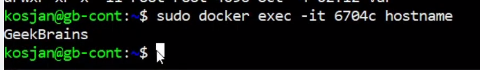 kosjan@gb-cont:~$ sudo docker exec -it 6704c hostname
GeekBrains
kosjan@gb-cont:~$